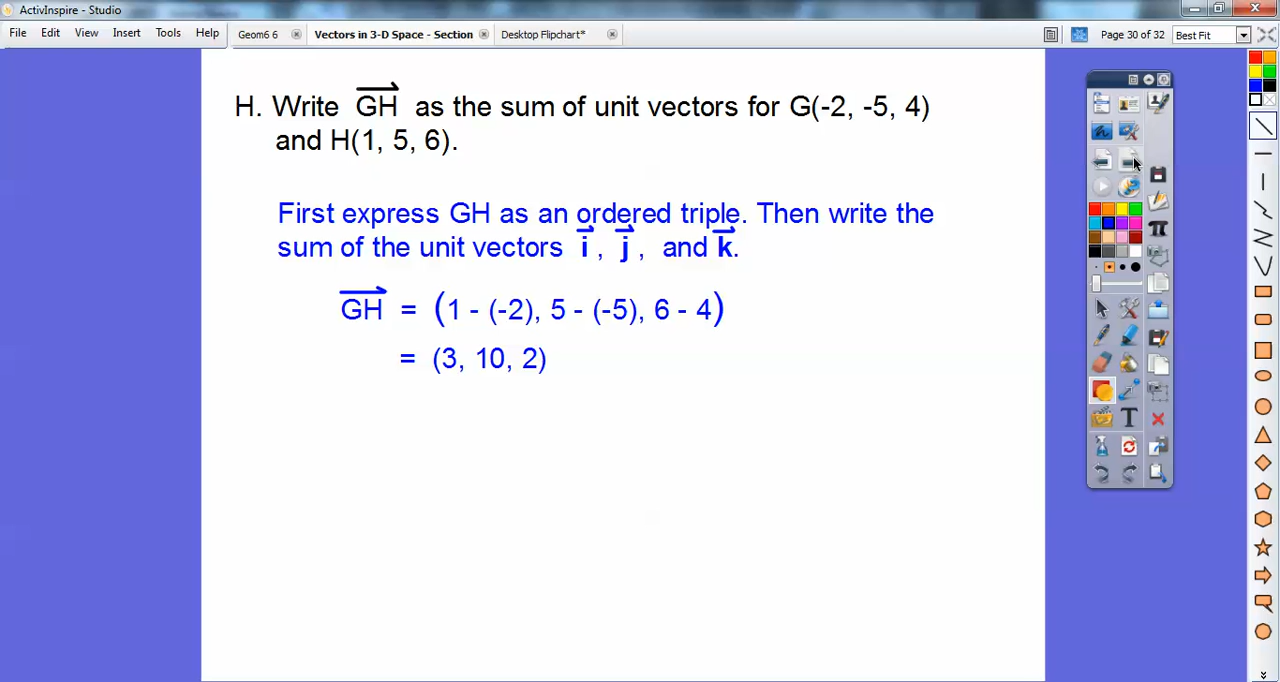 ActivInspire - Studio
File Edit View Insert Tools Help
Geom6 6 Vectors in 3-D Space - Section Desktop Flipchart* Page 30 of 32 Best Fit
H. Write GH as the sum of unit vectors for G(-2, -5, 4)
and H(1, 5, 6).
First express GH as an ordered triple. Then write the
sum of the unit vectors i , j , and k.
GH = (1 - (-2), 5 - (-5), 6 - 4)
= (3, 10, 2)